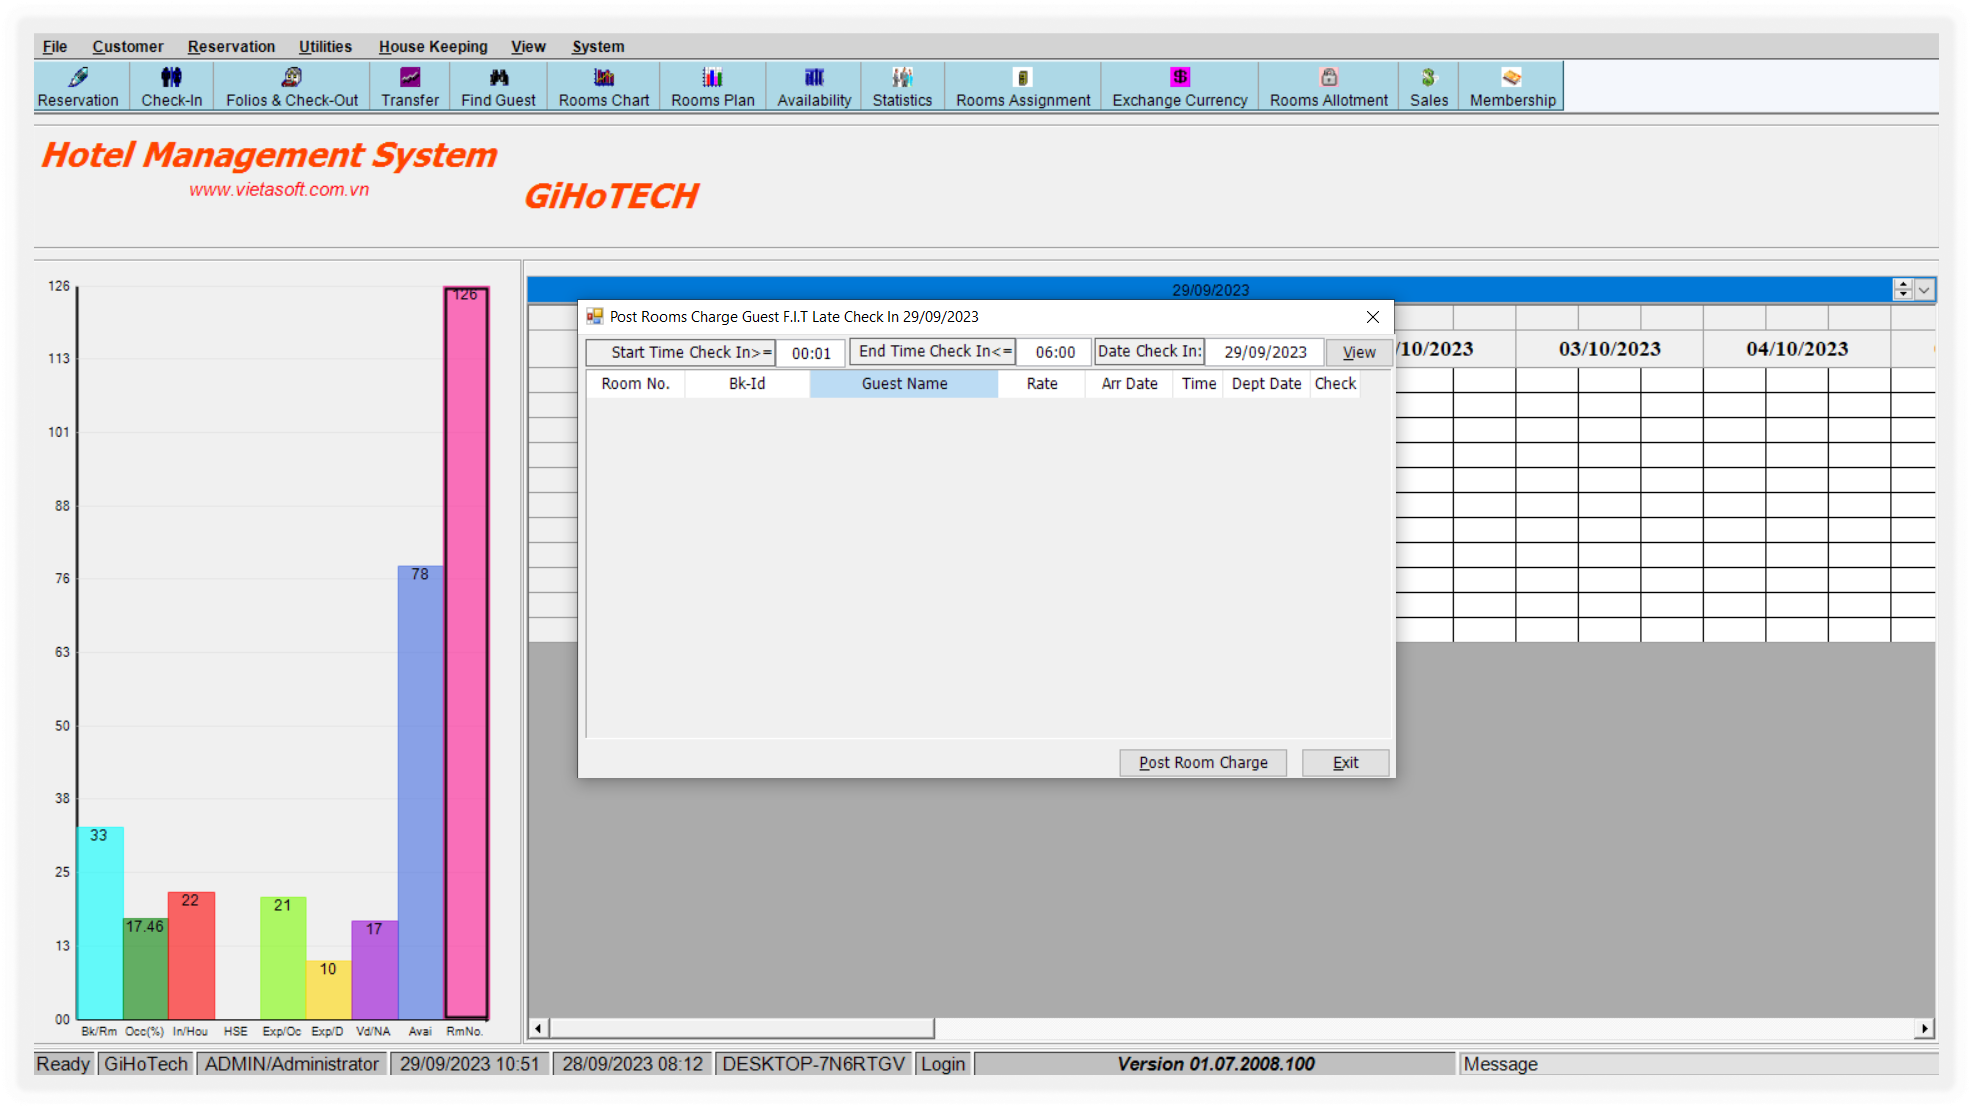 File Customer Reservation Utilities House Keeping View System
Reservation Check-In Folios & Check-Out Transfer Find Guest Rooms Chart Rooms Plan Availability Statistics Rooms Assignment Exchange Currency Rooms Allotment Sales Membership
Hotel Management System
www.vietasoft.com.vn
GiHoTECH
29/09/2023
Post Rooms Charge Guest F.I.T Late Check In 29/09/2023
Start Time Check In>= 00:01 End Time Check In<= 06:00 Date Check In: 29/09/2023 View
Room No. Bk-Id Guest Name Rate Arr Date Time Dept Date Check
/10/2023 03/10/2023 04/10/2023
Post Room Charge Exit
126
113
101
88
76
63
50
38
25
13
00
33
17.46
22
21
10
17
78
126
Bk/Rm Occ(%) In/Hou HSE Exp/Oc Exp/D Vd/NA Avai RmNo.
Ready GiHoTech ADMIN/Administrator 29/09/2023 10:51 28/09/2023 08:12 DESKTOP-7N6RTGV Login Version 01.07.2008.100 Message